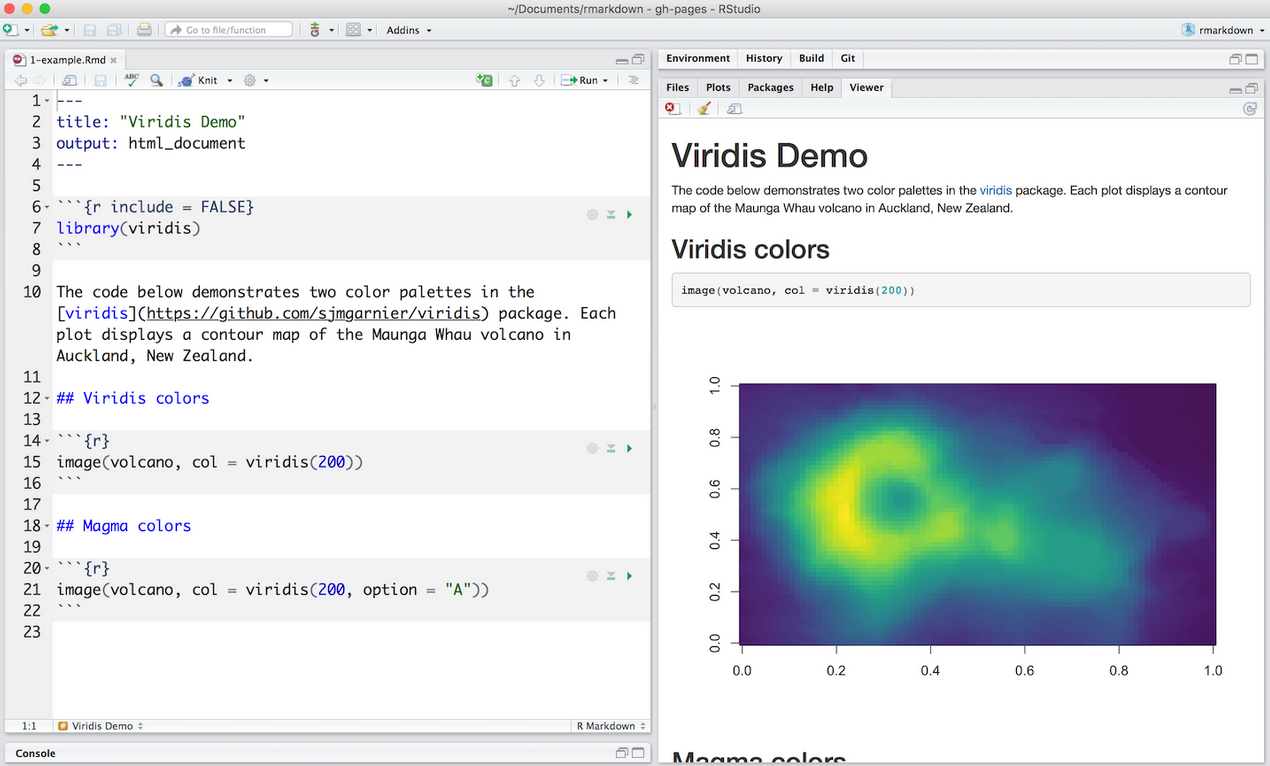 ~/Documents/rmarkdown - gh-pages - RStudio
Go to file/function
Addins
rmarkdown
1-example.Rmd
ABC
Knit
Run
1 ---
2 title: "Viridis Demo"
3 output: html_document
4 ---
5
6 ```{r include = FALSE}
7 library(viridis)
8 ```
9
10 The code below demonstrates two color palettes in the
[viridis](https://github.com/sjmgarnier/viridis) package. Each
plot displays a contour map of the Maunga Whau volcano in
Auckland, New Zealand.
11
12 ## Viridis colors
13
14 ```{r}
15 image(volcano, col = viridis(200))
16 ```
17
18 ## Magma colors
19
20 ```{r}
21 image(volcano, col = viridis(200, option = "A"))
22 ```
23
1:1 Viridis Demo R Markdown
Console
Environment History Build Git
Files Plots Packages Help Viewer
Viridis Demo
The code below demonstrates two color palettes in the viridis package. Each plot displays a contour
map of the Maunga Whau volcano in Auckland, New Zealand.
Viridis colors
image(volcano, col = viridis(200))
1.0
0.8
0.6
0.4
0.2
0.0
0.0 0.2 0.4 0.6 0.8 1.0
Magma colors